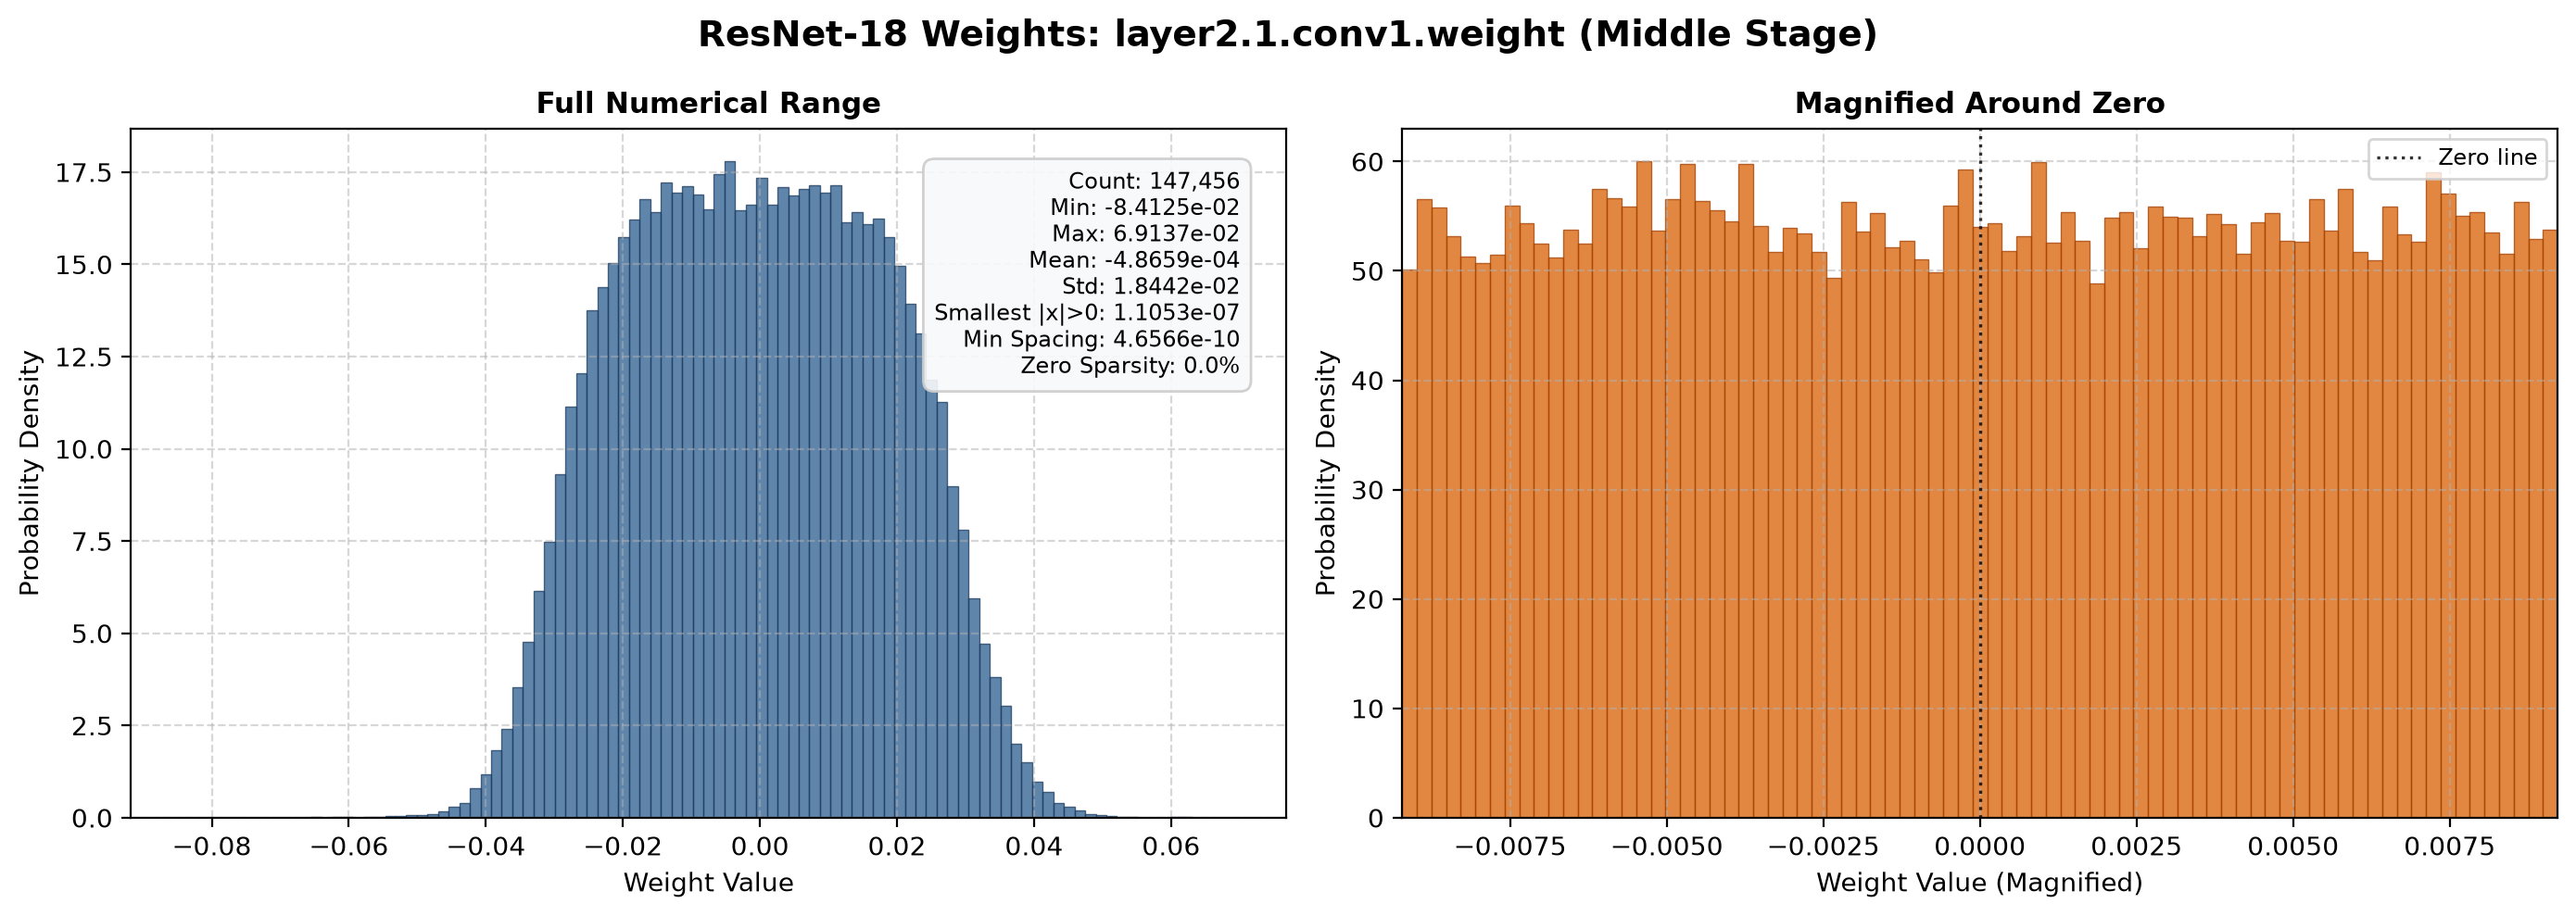 ResNet-18 Weights: layer2.1.conv1.weight (Middle Stage)
Full Numerical Range
Probability Density
17.5
15.0
12.5
10.0
7.5
5.0
2.5
0.0
Count: 147,456
Min: -8.4125e-02
Max: 6.9137e-02
Mean: -4.8659e-04
Std: 1.8442e-02
Smallest |x|>0: 1.1053e-07
Min Spacing: 4.6566e-10
Zero Sparsity: 0.0%
−0.08 −0.06 −0.04 −0.02 0.00 0.02 0.04 0.06
Weight Value
Magnified Around Zero
Probability Density
60
50
40
30
20
10
0
Zero line
−0.0075 −0.0050 −0.0025 0.0000 0.0025 0.0050 0.0075
Weight Value (Magnified)